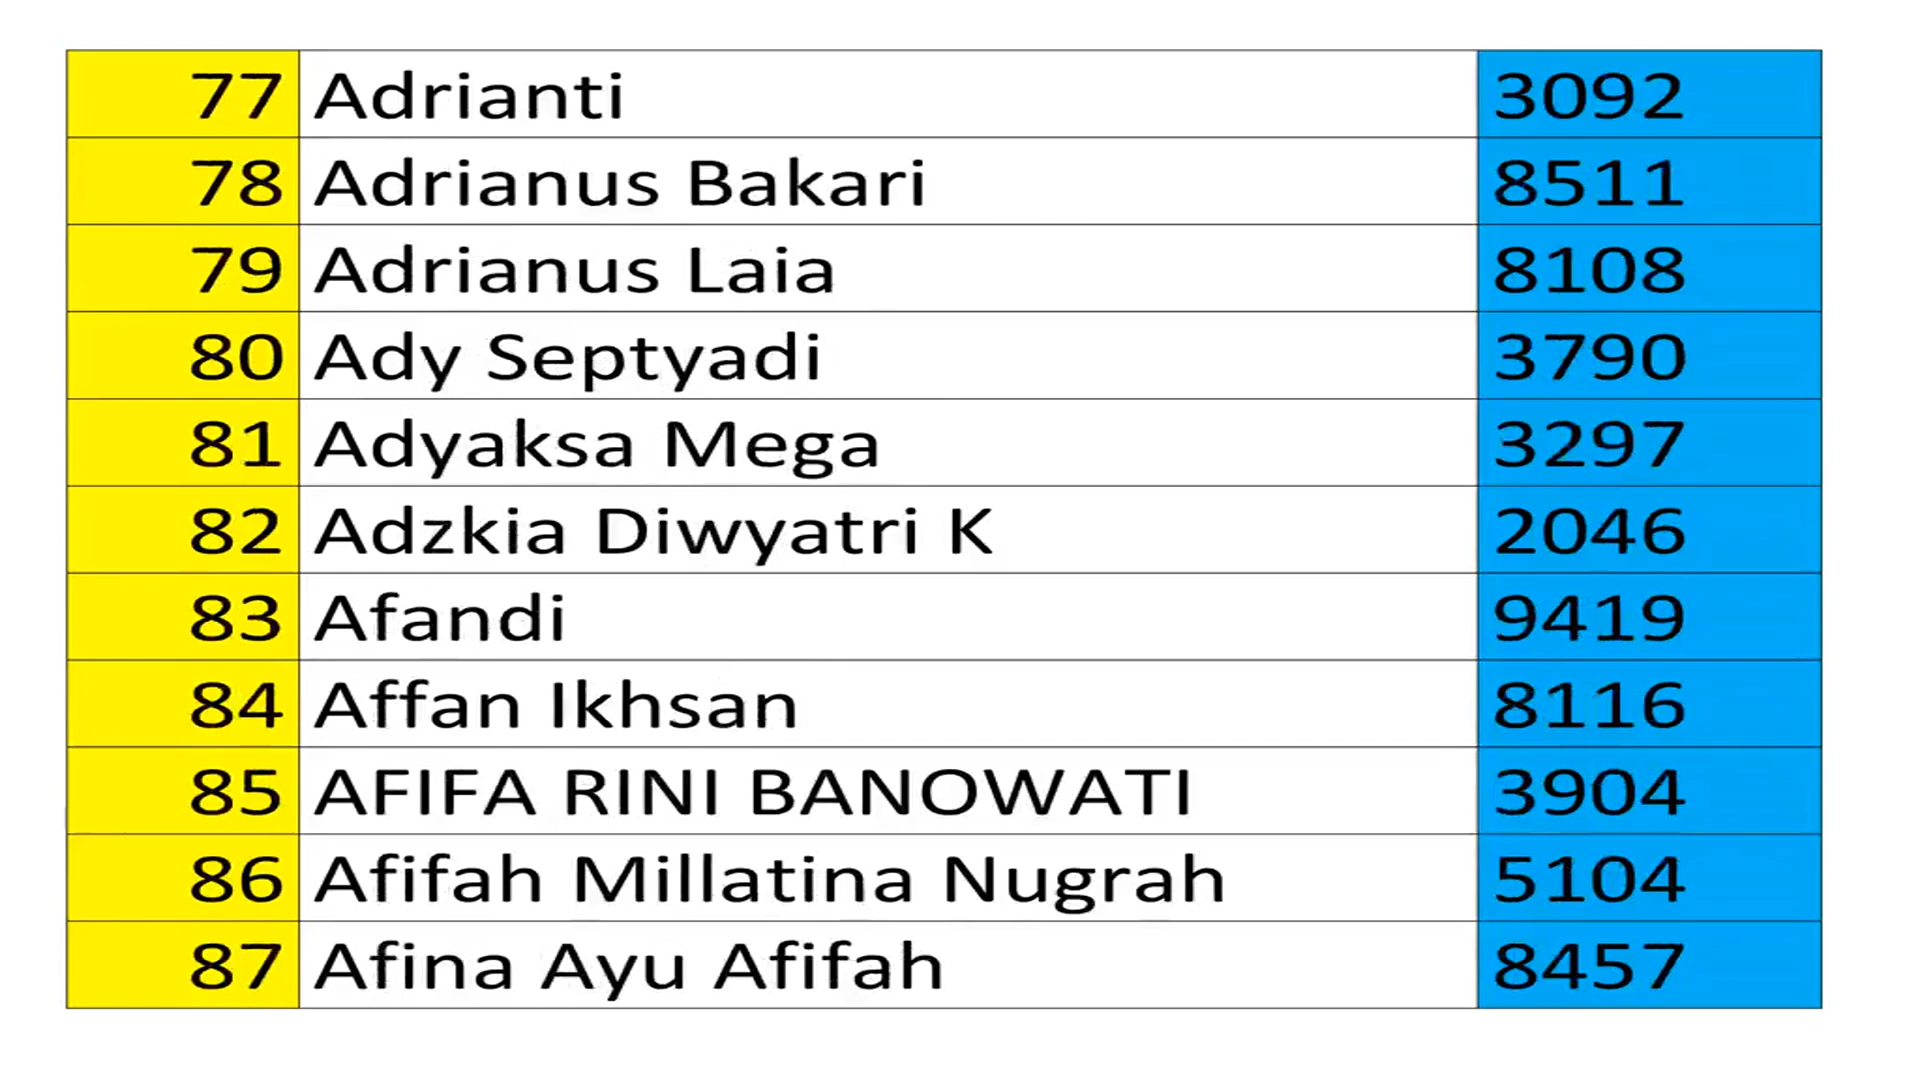 77 Adrianti 3092
78 Adrianus Bakari 8511
79 Adrianus Laia 8108
80 Ady Septyadi 3790
81 Adyaksa Mega 3297
82 Adzkia Diwyatri K 2046
83 Afandi 9419
84 Affan Ikhsan 8116
85 AFIFA RINI BANOWATI 3904
86 Afifah Millatina Nugrah 5104
87 Afina Ayu Afifah 8457